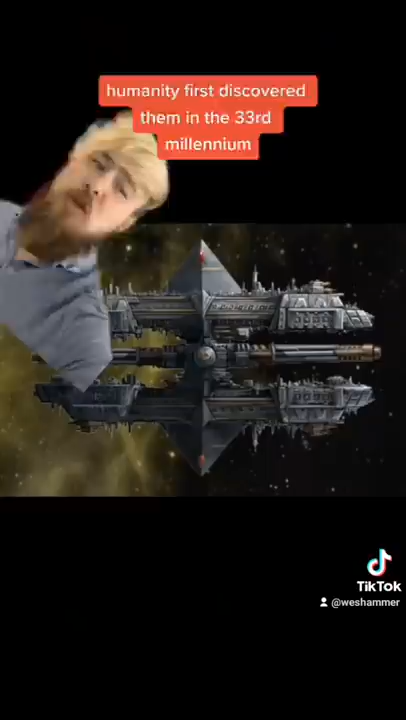 humanity first discovered
them in the 33rd
millennium
TikTok
@weshammer